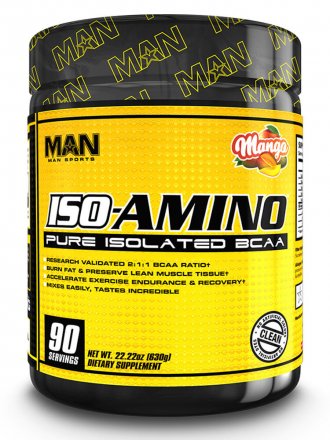 MAN MAN
MAN
MAN SPORTS
Mango
ISO-AMINO
PURE ISOLATED BCAA
RESEARCH VALIDATED 2:1:1 BCAA RATIO†
BURN FAT & PRESERVE LEAN MUSCLE TISSUE†
ACCELERATE EXERCISE ENDURANCE & RECOVERY†
MIXES EASILY, TASTES INCREDIBLE
90
SERVINGS
NET WT. 22.22oz (630g)
DIETARY SUPPLEMENT
CLEAN